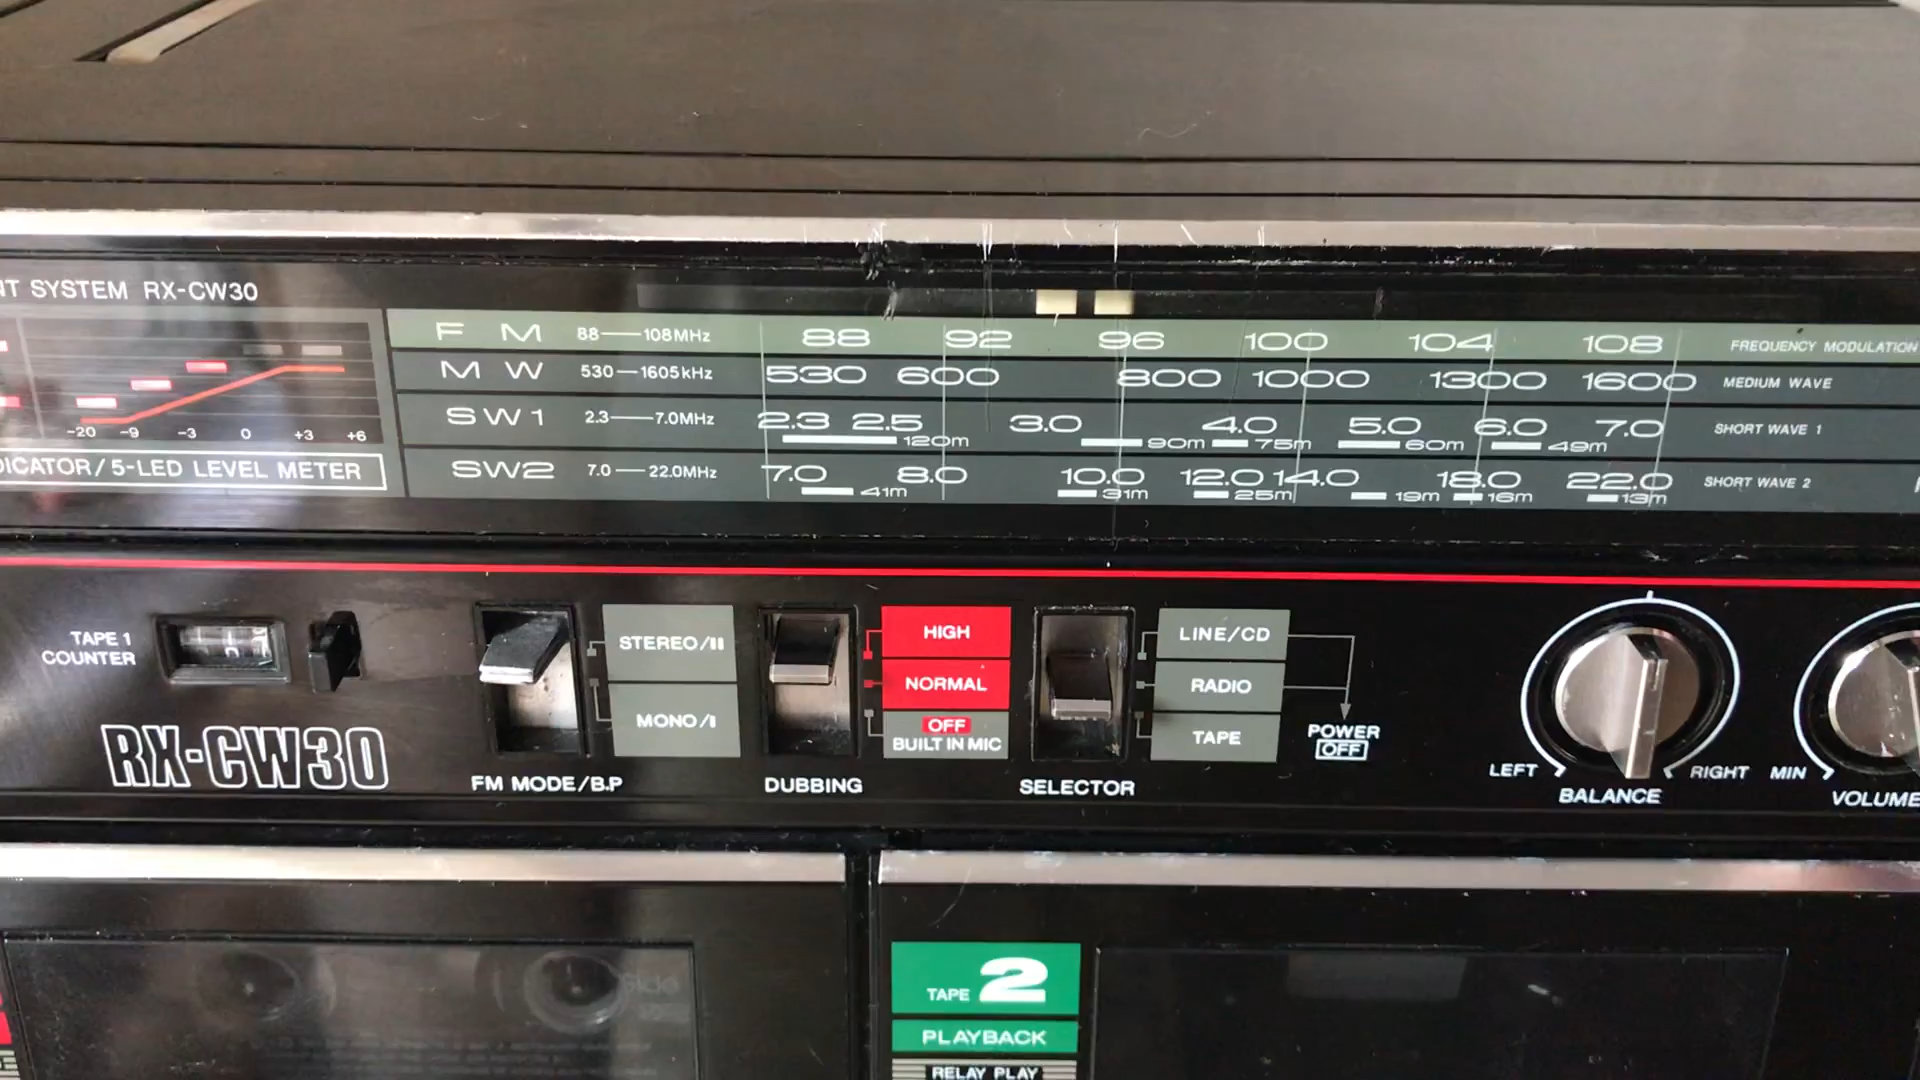 NT SYSTEM RX-CW30
-20 -9 -3 0 +3 +6
DICATOR/5-LED LEVEL METER
F M 88—108MHz 88 92 96 100 104 108 FREQUENCY MODULATION
M W 530—1605kHz 530 600 800 1000 1300 1600 MEDIUM WAVE
SW1 2.3—7.0MHz 2.3 2.5 3.0 4.0 5.0 6.0 7.0 SHORT WAVE 1
120m 90m 75m 60m 49m
SW2 7.0—22.0MHz 7.0 8.0 10.0 12.0 14.0 18.0 22.0 SHORT WAVE 2
41m 31m 25m 19m 16m 13m
TAPE 1
COUNTER
RX-CW30
STEREO/II
MONO/I
FM MODE/B.P
HIGH
NORMAL
OFF
BUILT IN MIC
DUBBING
LINE/CD
RADIO
TAPE
SELECTOR
POWER
OFF
LEFT RIGHT
BALANCE
MIN
VOLUME
TAPE 2
PLAYBACK
RELAY PLAY